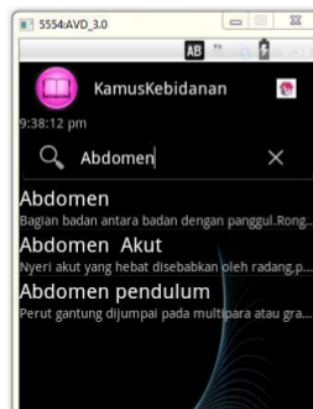 5554:AVD_3.0
AB
KamusKebidanan
9:38:12 pm
Abdomen
Abdomen
Bagian badan antara badan dengan panggul.Rong...
Abdomen Akut
Nyeri akut yang hebat disebabkan oleh radang,p...
Abdomen pendulum
Perut gantung dijumpai pada multipara atau gra...